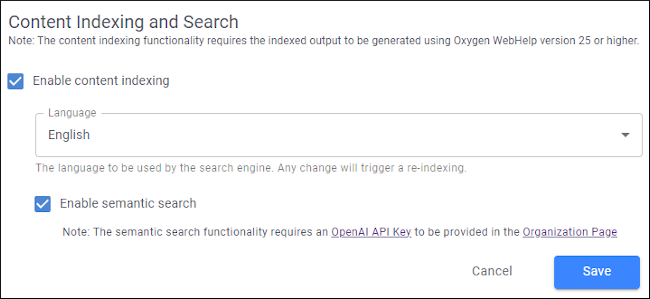 Content Indexing and Search
Note: The content indexing functionality requires the indexed output to be generated using Oxygen WebHelp version 25 or higher.
Enable content indexing
Language
English
The language to be used by the search engine. Any change will trigger a re-indexing.
Enable semantic search
Note: The semantic search functionality requires an OpenAI API Key to be provided in the Organization Page
Cancel Save